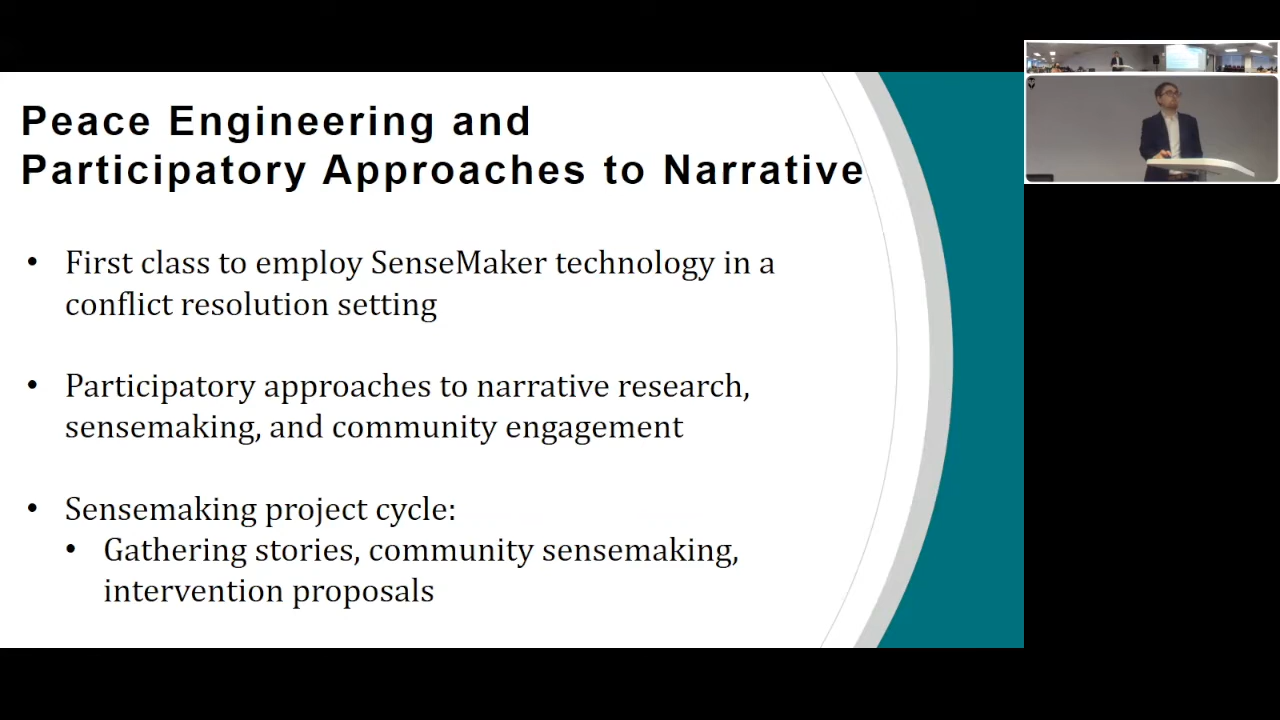 Peace Engineering and
Participatory Approaches to Narrative
• First class to employ SenseMaker technology in a
conflict resolution setting
• Participatory approaches to narrative research,
sensemaking, and community engagement
• Sensemaking project cycle:
• Gathering stories, community sensemaking,
intervention proposals